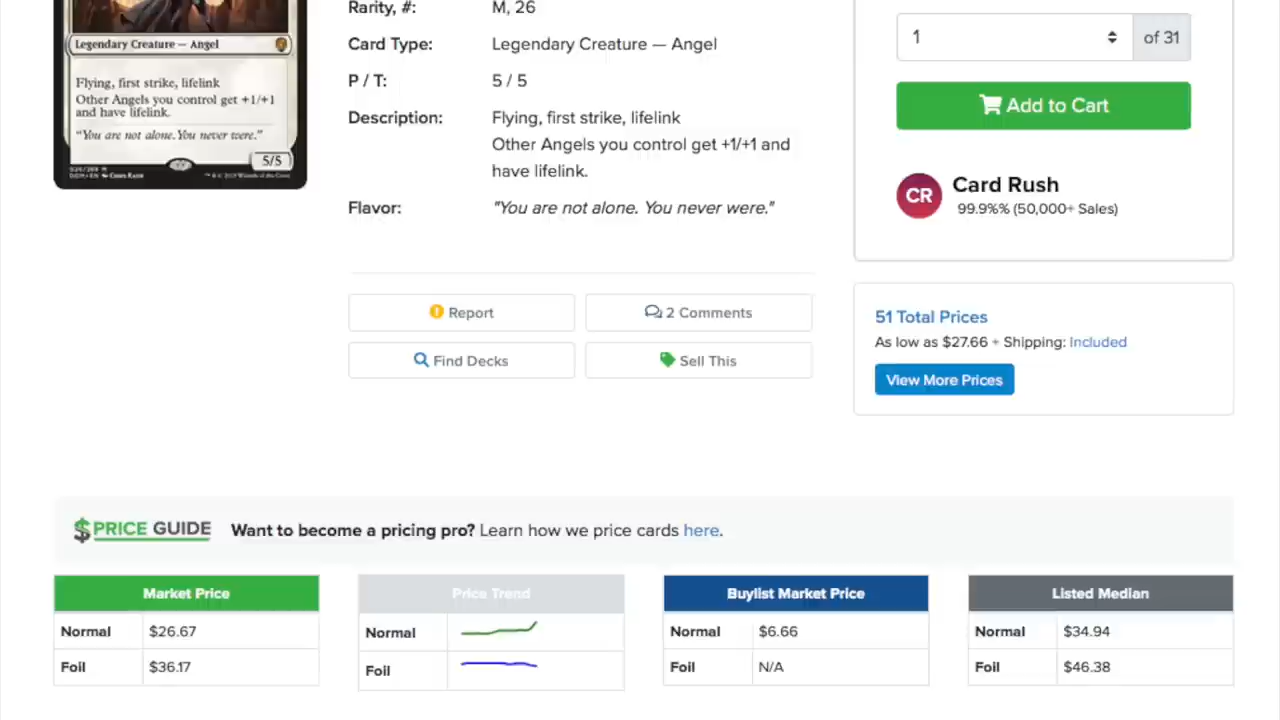 Legendary Creature — Angel
Flying, first strike, lifelink
Other Angels you control get +1/+1
and have lifelink.
"You are not alone. You never were."
5/5
Rarity, #: M, 26
Card Type: Legendary Creature — Angel
P / T: 5 / 5
Description: Flying, first strike, lifelink
Other Angels you control get +1/+1 and
have lifelink.
Flavor: "You are not alone. You never were."
Report
2 Comments
Find Decks
Sell This
1 of 31
Add to Cart
CR Card Rush
99.9%% (50,000+ Sales)
51 Total Prices
As low as $27.66 + Shipping: Included
View More Prices
$PRICE GUIDE Want to become a pricing pro? Learn how we price cards here.
Market Price
Normal $26.67
Foil $36.17
Price Trend
Normal
Foil
Buylist Market Price
Normal $6.66
Foil N/A
Listed Median
Normal $34.94
Foil $46.38